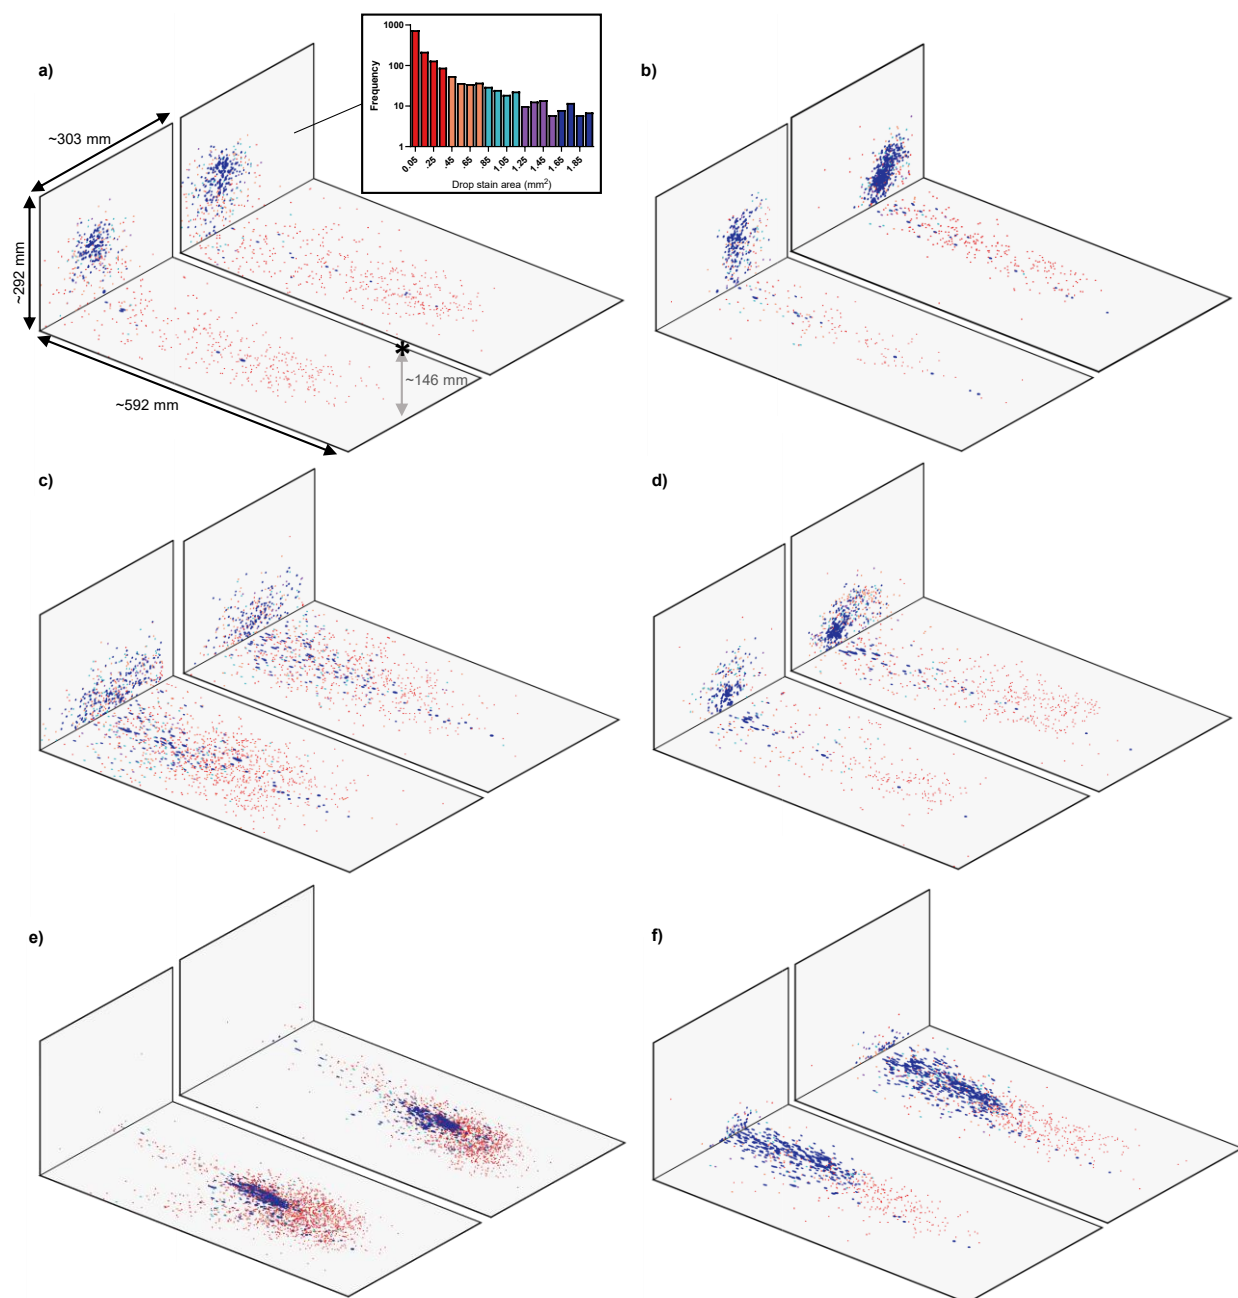 a)
b)
1000
100
10
1
Frequency
0.05
.25
.45
.65
.85
1.05
1.25
1.45
1.65
1.85
Drop stain area (mm²)
~303 mm
~292 mm
*
~146 mm
~592 mm
c)
d)
e)
f)